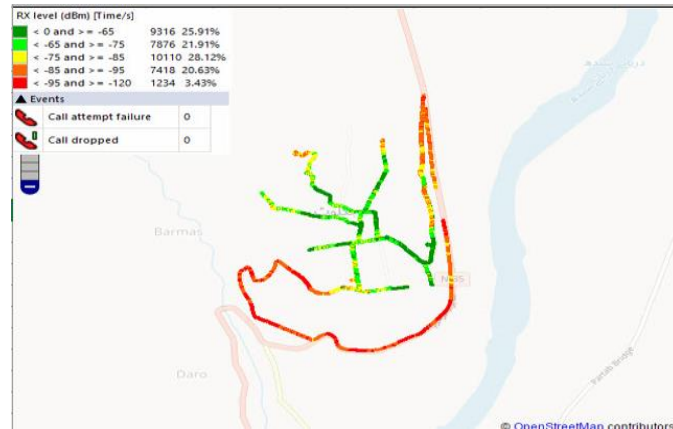 RX level (dBm) [Time/s]
< 0 and >= -65 9316 25.91%
< -65 and >= -75 7876 21.91%
< -75 and >= -85 10110 28.12%
< -85 and >= -95 7418 20.63%
< -95 and >= -120 1234 3.43%
▲ Events
Call attempt failure 0
Call dropped 0
Barmas
Daro
© OpenStreetMap contributors